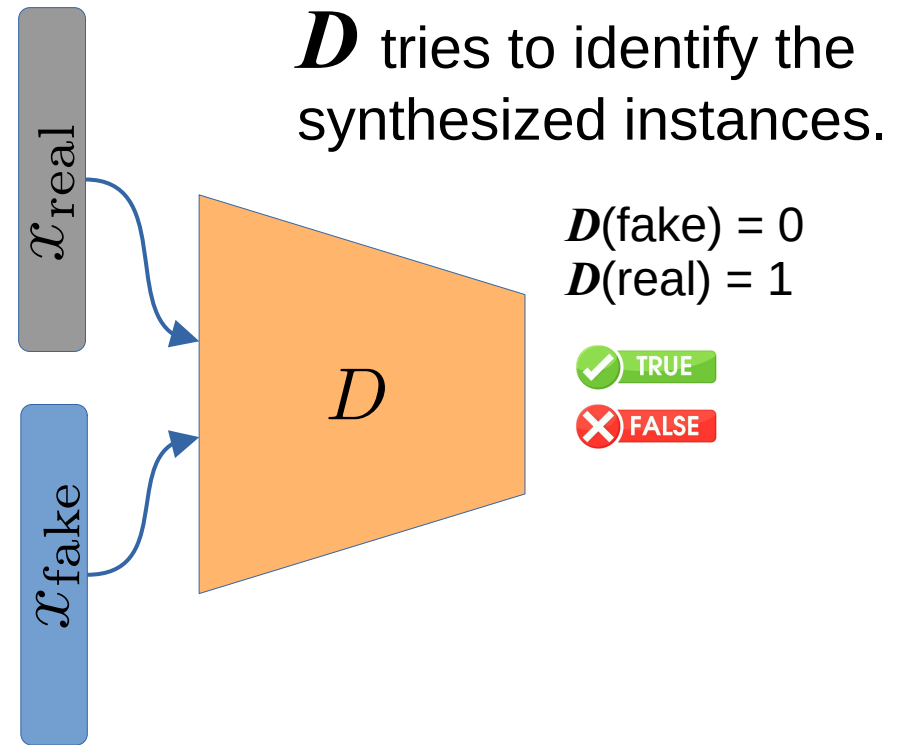 D tries to identify the
synthesized instances.
x_real
D(fake) = 0
D(real) = 1
TRUE
D
FALSE
x_fake